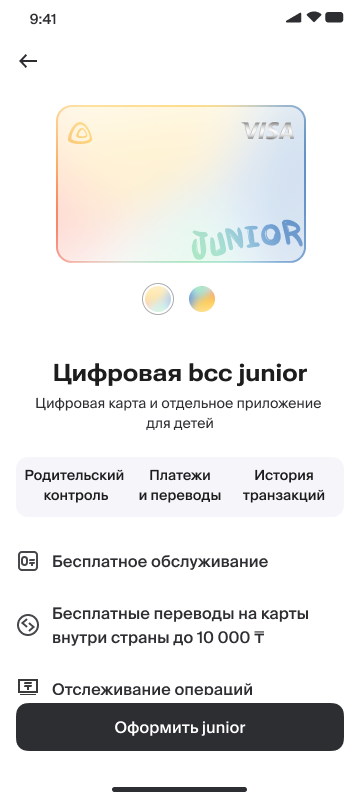 9:41
VISA
JUNIOR
Цифровая bcc junior
Цифровая карта и отдельное приложение
для детей
Родительский
контроль
Платежи
и переводы
История
транзакций
Бесплатное обслуживание
Бесплатные переводы на карты
внутри страны до 10 000 ₸
Отслеживание операций
Оформить junior